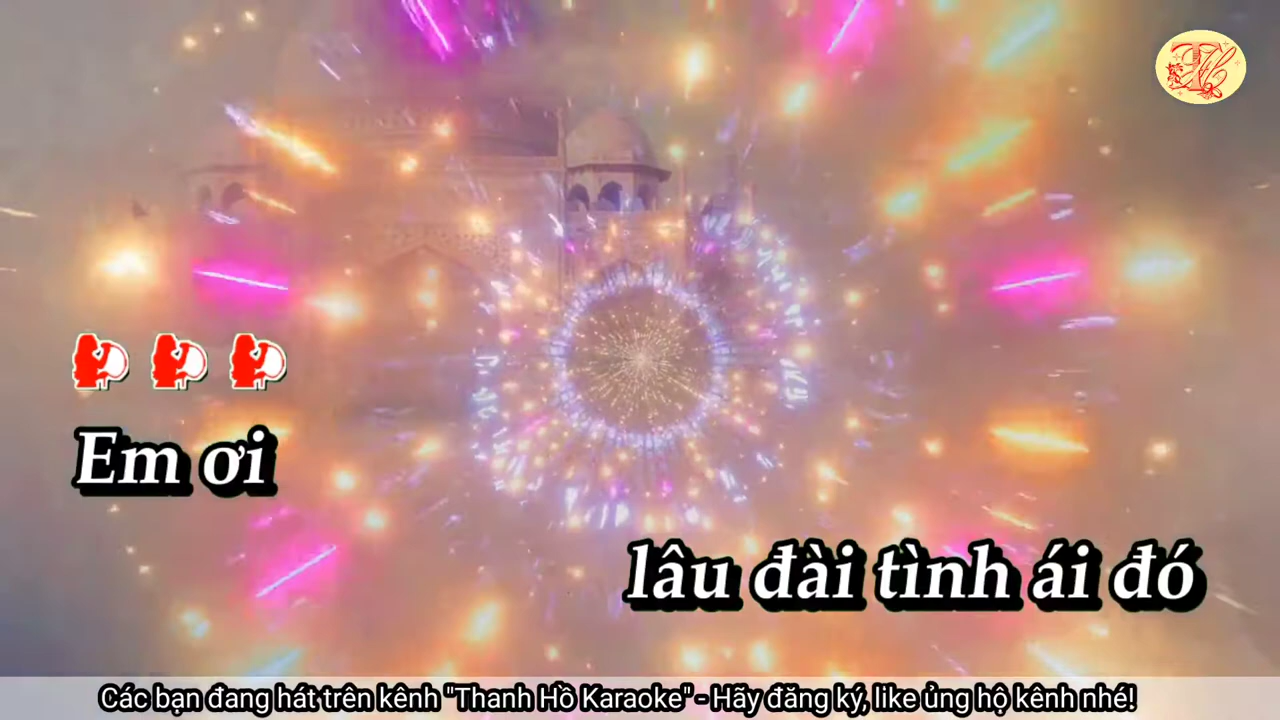 Em ơi
lâu đài tình ái đó
Các bạn đang hát trên kênh "Thanh Hồ Karaoke" - Hãy đăng ký, like ủng hộ kênh nhé!